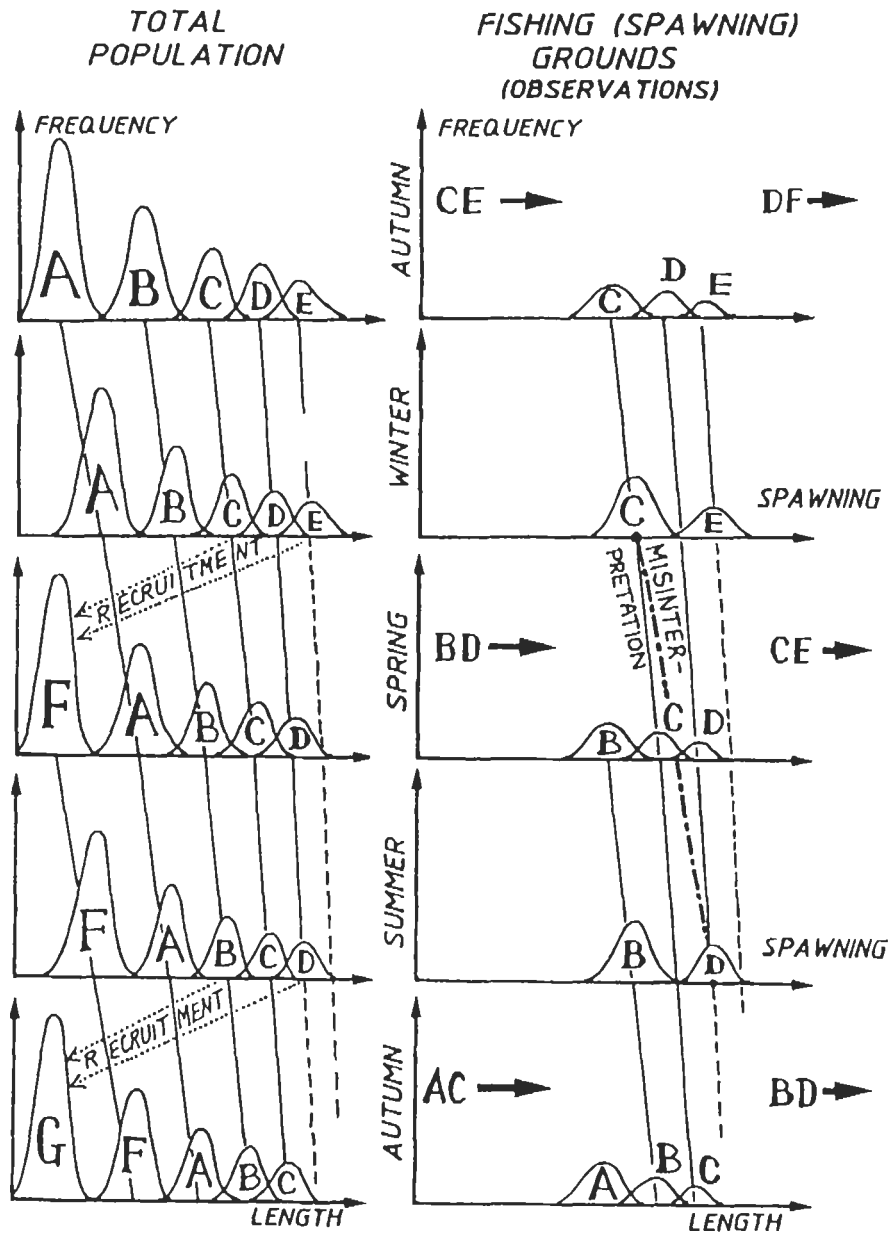 TOTAL
POPULATION
FISHING (SPAWNING)
GROUNDS
(OBSERVATIONS)
FREQUENCY
A B C D E
FREQUENCY
AUTUMN
CE DF
C D E
A B C D E
WINTER
C E
SPAWNING
RECRUITMENT
F A B C D
SPRING
BD CE
MISINTER-
PRETATION
B C D
F A B C D
SUMMER
B D
SPAWNING
RECRUITMENT
G F A B C
LENGTH
AUTUMN
AC BD
A B C
LENGTH